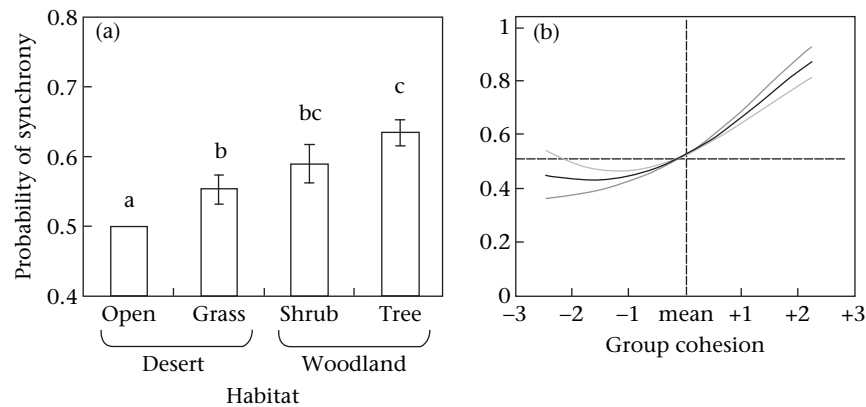 (a)
Probability of synchrony
0.8
0.7
0.6
0.5
0.4
a
b
bc
c
Open Grass Shrub Tree
Desert Woodland
Habitat
(b)
1
0.8
0.6
0.4
0.2
0
−3 −2 −1 mean +1 +2 +3
Group cohesion